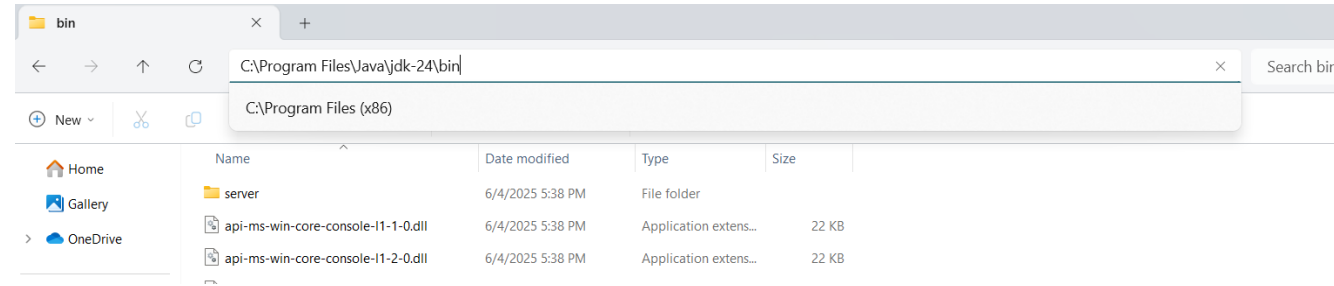 bin
C:\Program Files\Java\jdk-24\bin
Search bin
C:\Program Files (x86)
New
Name Date modified Type Size
Home
server 6/4/2025 5:38 PM File folder
Gallery
api-ms-win-core-console-l1-1-0.dll 6/4/2025 5:38 PM Application extens... 22 KB
OneDrive
api-ms-win-core-console-l1-2-0.dll 6/4/2025 5:38 PM Application extens... 22 KB